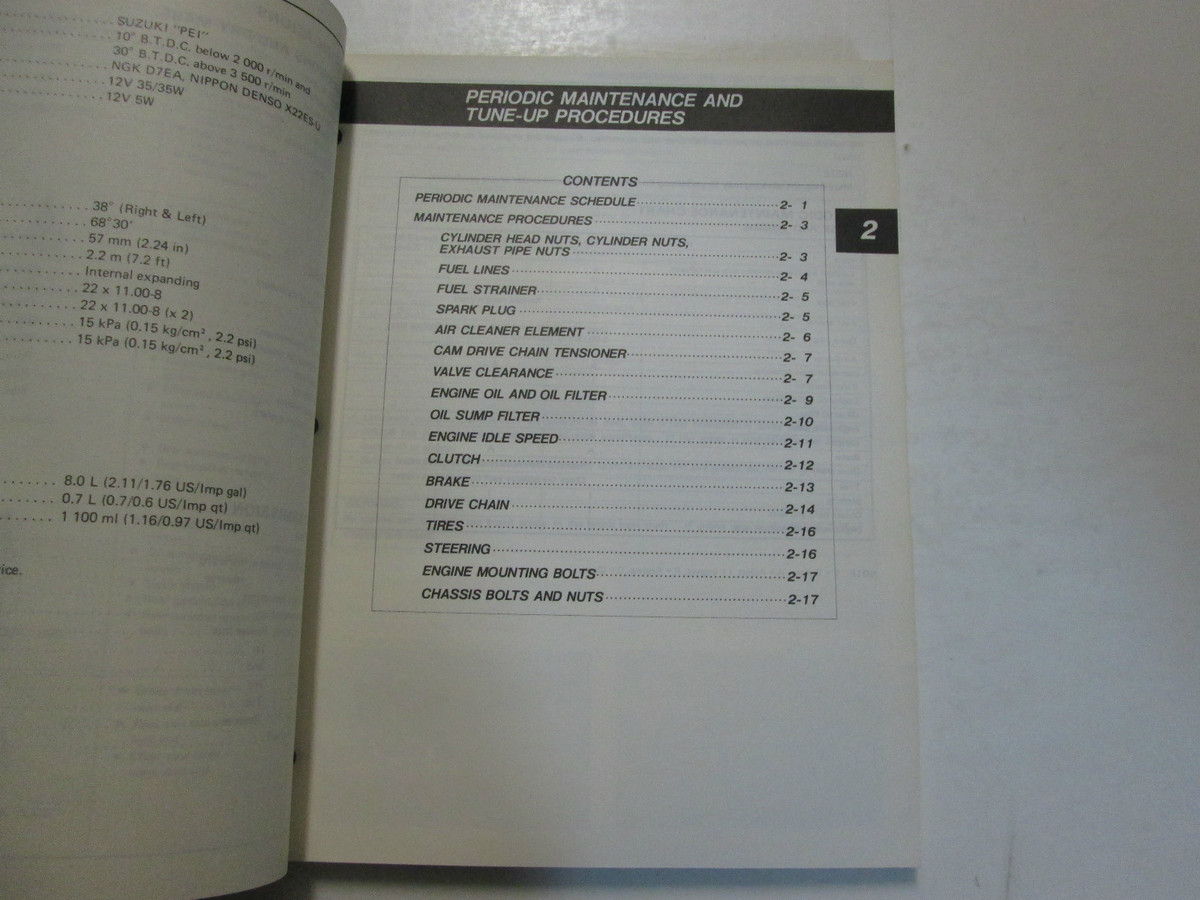 SUZUKI "PEI"
10° B.T.D.C. below 2 000 r/min and
30° B.T.D.C. above 3 500 r/min
NGK D7EA, NIPPON DENSO X22ES-U
12V 35/35W
12V 5W
38° (Right & Left)
68°30'
57 mm (2.24 in)
2.2 m (7.2 ft)
Internal expanding
22 x 11.00-8
22 x 11.00-8 (x 2)
15 kPa (0.15 kg/cm², 2.2 psi)
15 kPa (0.15 kg/cm², 2.2 psi)
8.0 L (2.11/1.76 US/Imp gal)
0.7 L (0.7/0.6 US/Imp qt)
1 100 ml (1.16/0.97 US/Imp qt)
PERIODIC MAINTENANCE AND
TUNE-UP PROCEDURES
2
CONTENTS
PERIODIC MAINTENANCE SCHEDULE 2- 1
MAINTENANCE PROCEDURES 2- 3
CYLINDER HEAD NUTS, CYLINDER NUTS,
EXHAUST PIPE NUTS 2- 3
FUEL LINES 2- 4
FUEL STRAINER 2- 5
SPARK PLUG 2- 5
AIR CLEANER ELEMENT 2- 6
CAM DRIVE CHAIN TENSIONER 2- 7
VALVE CLEARANCE 2- 7
ENGINE OIL AND OIL FILTER 2- 9
OIL SUMP FILTER 2-10
ENGINE IDLE SPEED 2-11
CLUTCH 2-12
BRAKE 2-13
DRIVE CHAIN 2-14
TIRES 2-16
STEERING 2-16
ENGINE MOUNTING BOLTS 2-17
CHASSIS BOLTS AND NUTS 2-17